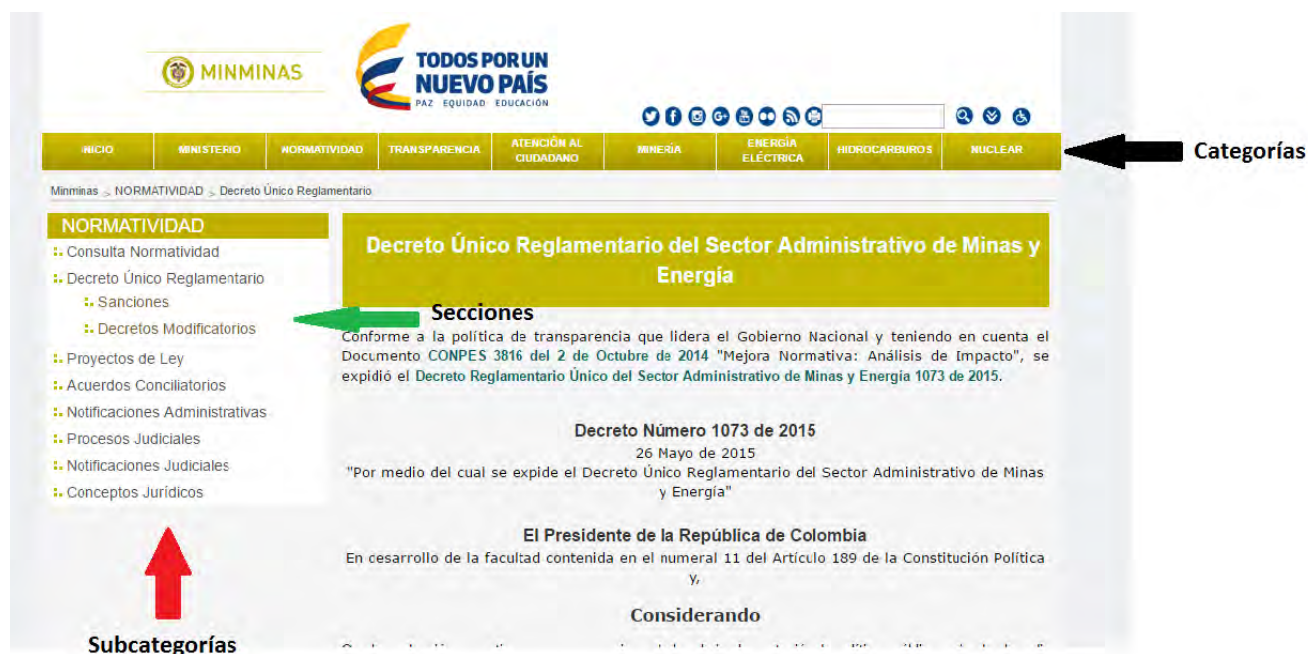 MINMINAS
TODOS POR UN
NUEVO PAÍS
PAZ EQUIDAD EDUCACIÓN
INICIO
MINISTERIO
NORMATIVIDAD
TRANSPARENCIA
ATENCIÓN AL
CIUDADANO
MINERÍA
ENERGÍA
ELÉCTRICA
HIDROCARBUROS
NUCLEAR
Categorías
Minminas > NORMATIVIDAD > Decreto Único Reglamentario
NORMATIVIDAD
Consulta Normatividad
Decreto Único Reglamentario
Sanciones
Decretos Modificatorios
Proyectos de Ley
Acuerdos Conciliatorios
Notificaciones Administrativas
Procesos Judiciales
Notificaciones Judiciales
Conceptos Jurídicos
Subcategorías
Secciones
Decreto Único Reglamentario del Sector Administrativo de Minas y
Energía
Conforme a la política de transparencia que lidera el Gobierno Nacional y teniendo en cuenta el
Documento CONPES 3816 del 2 de Octubre de 2014 "Mejora Normativa: Análisis de Impacto", se
expidió el Decreto Reglamentario Único del Sector Administrativo de Minas y Energía 1073 de 2015.
Decreto Número 1073 de 2015
26 Mayo de 2015
"Por medio del cual se expide el Decreto Único Reglamentario del Sector Administrativo de Minas
y Energía"
El Presidente de la República de Colombia
En cesarrollo de la facultad contenida en el numeral 11 del Artículo 189 de la Constitución Política
y,
Considerando